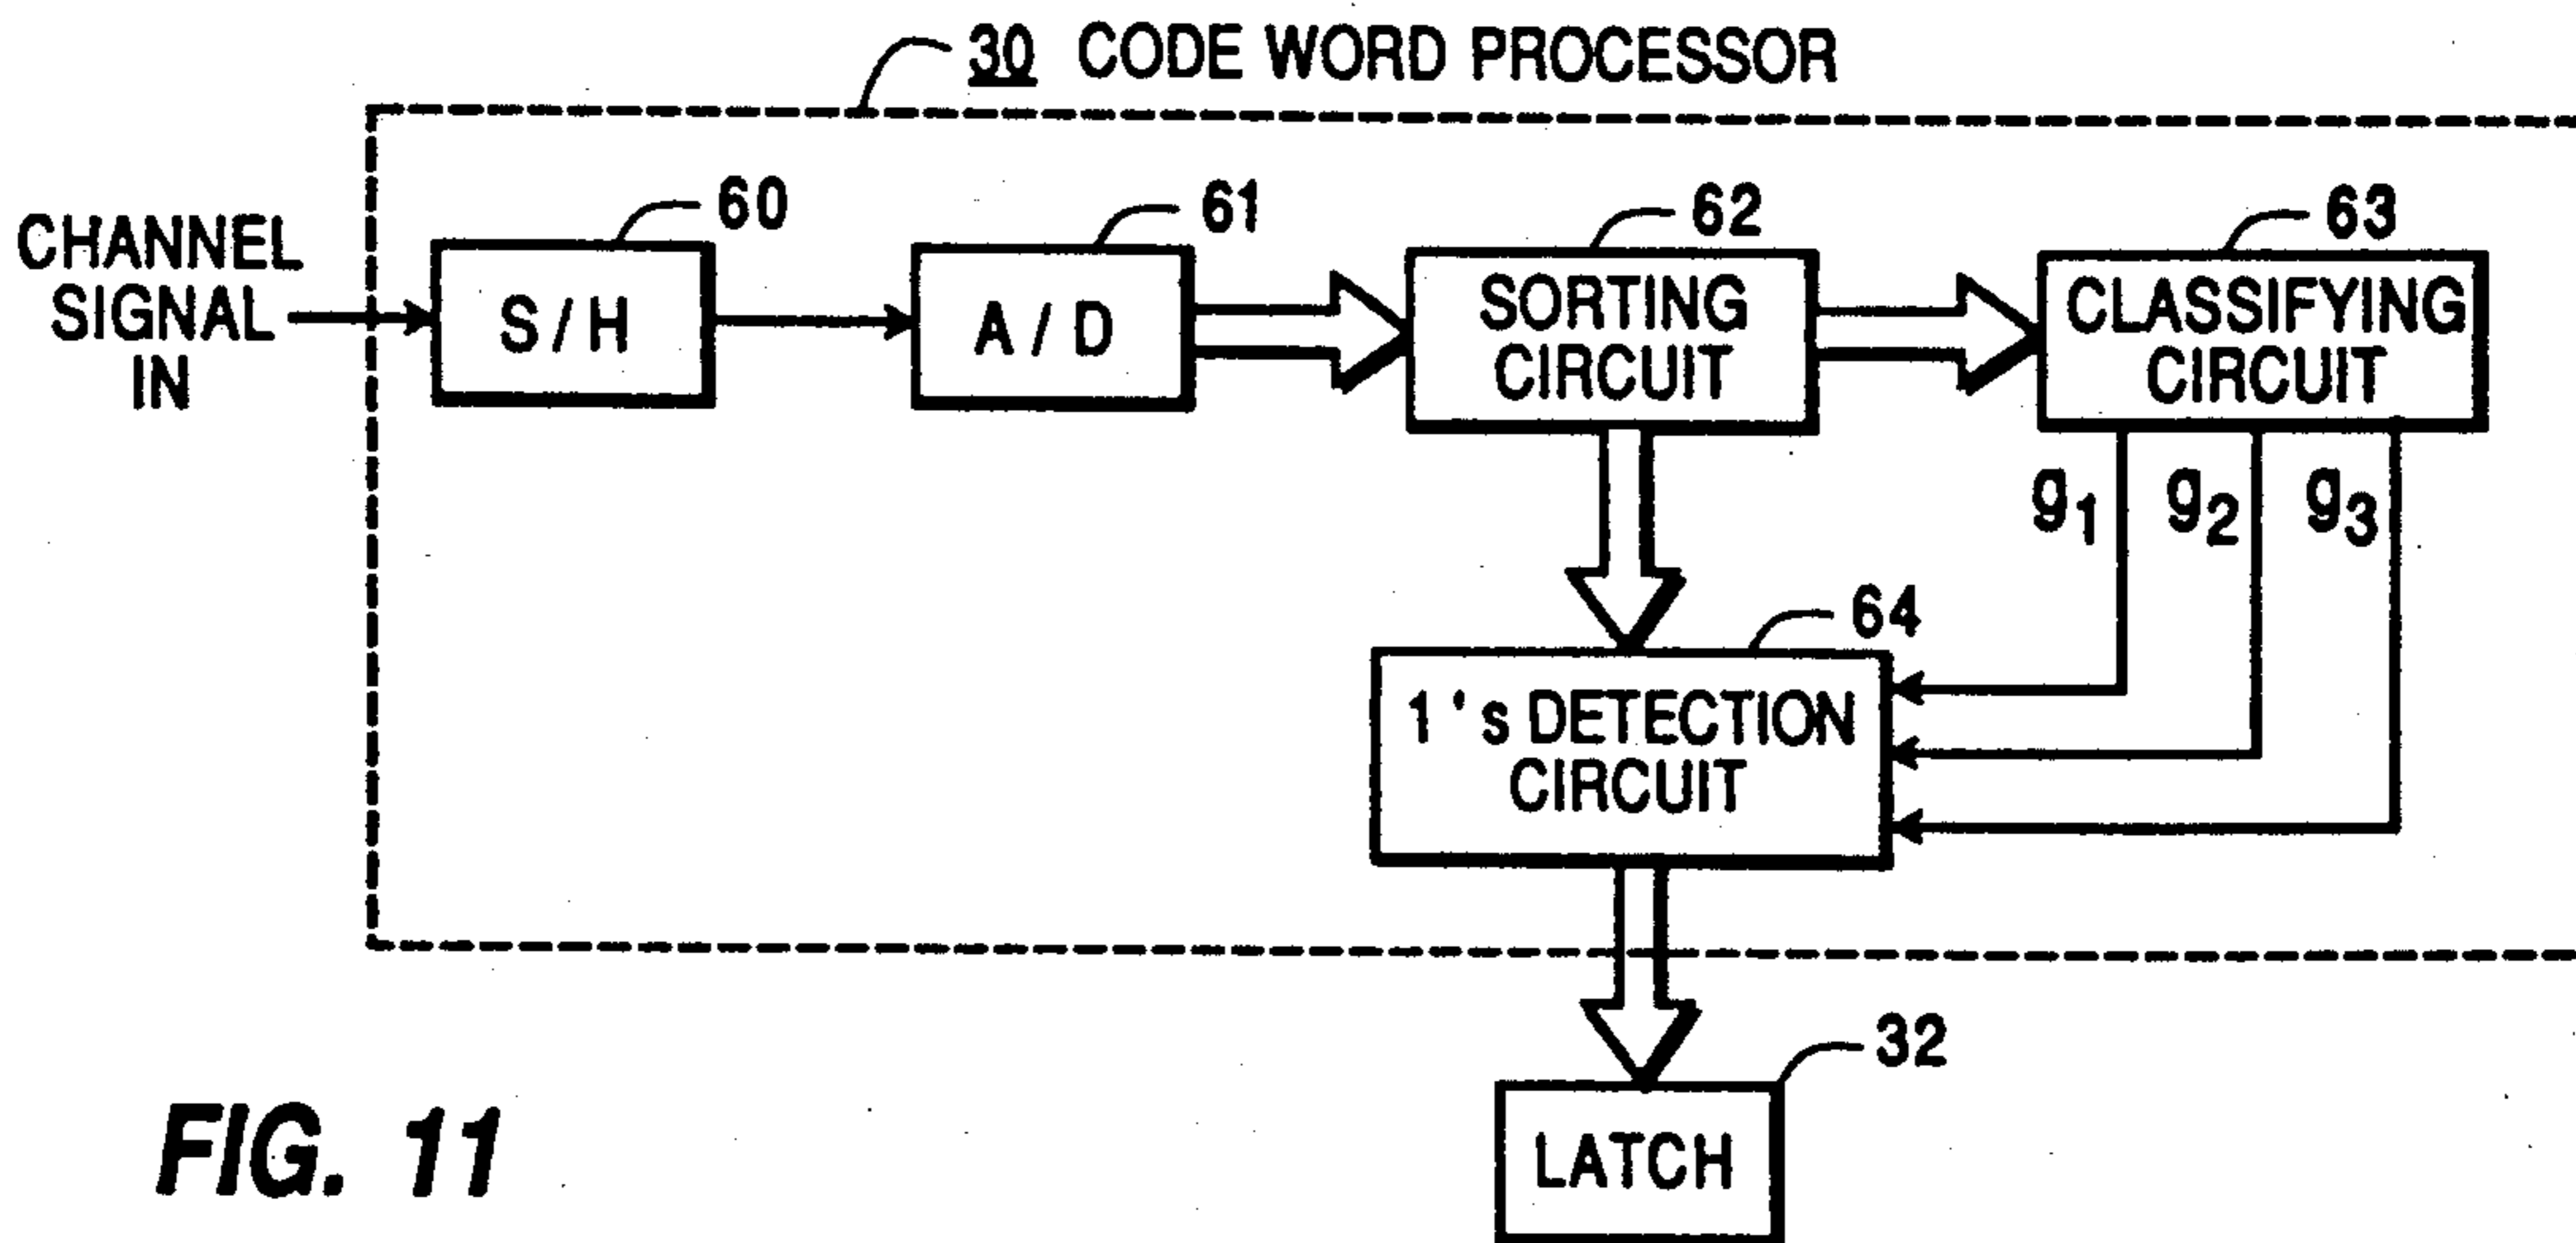 30 CODE WORD PROCESSOR
CHANNEL
SIGNAL
IN
60
S / H
61
A / D
62
SORTING
CIRCUIT
63
CLASSIFYING
CIRCUIT
g1 g2 g3
64
1 's DETECTION
CIRCUIT
32
LATCH
FIG. 11